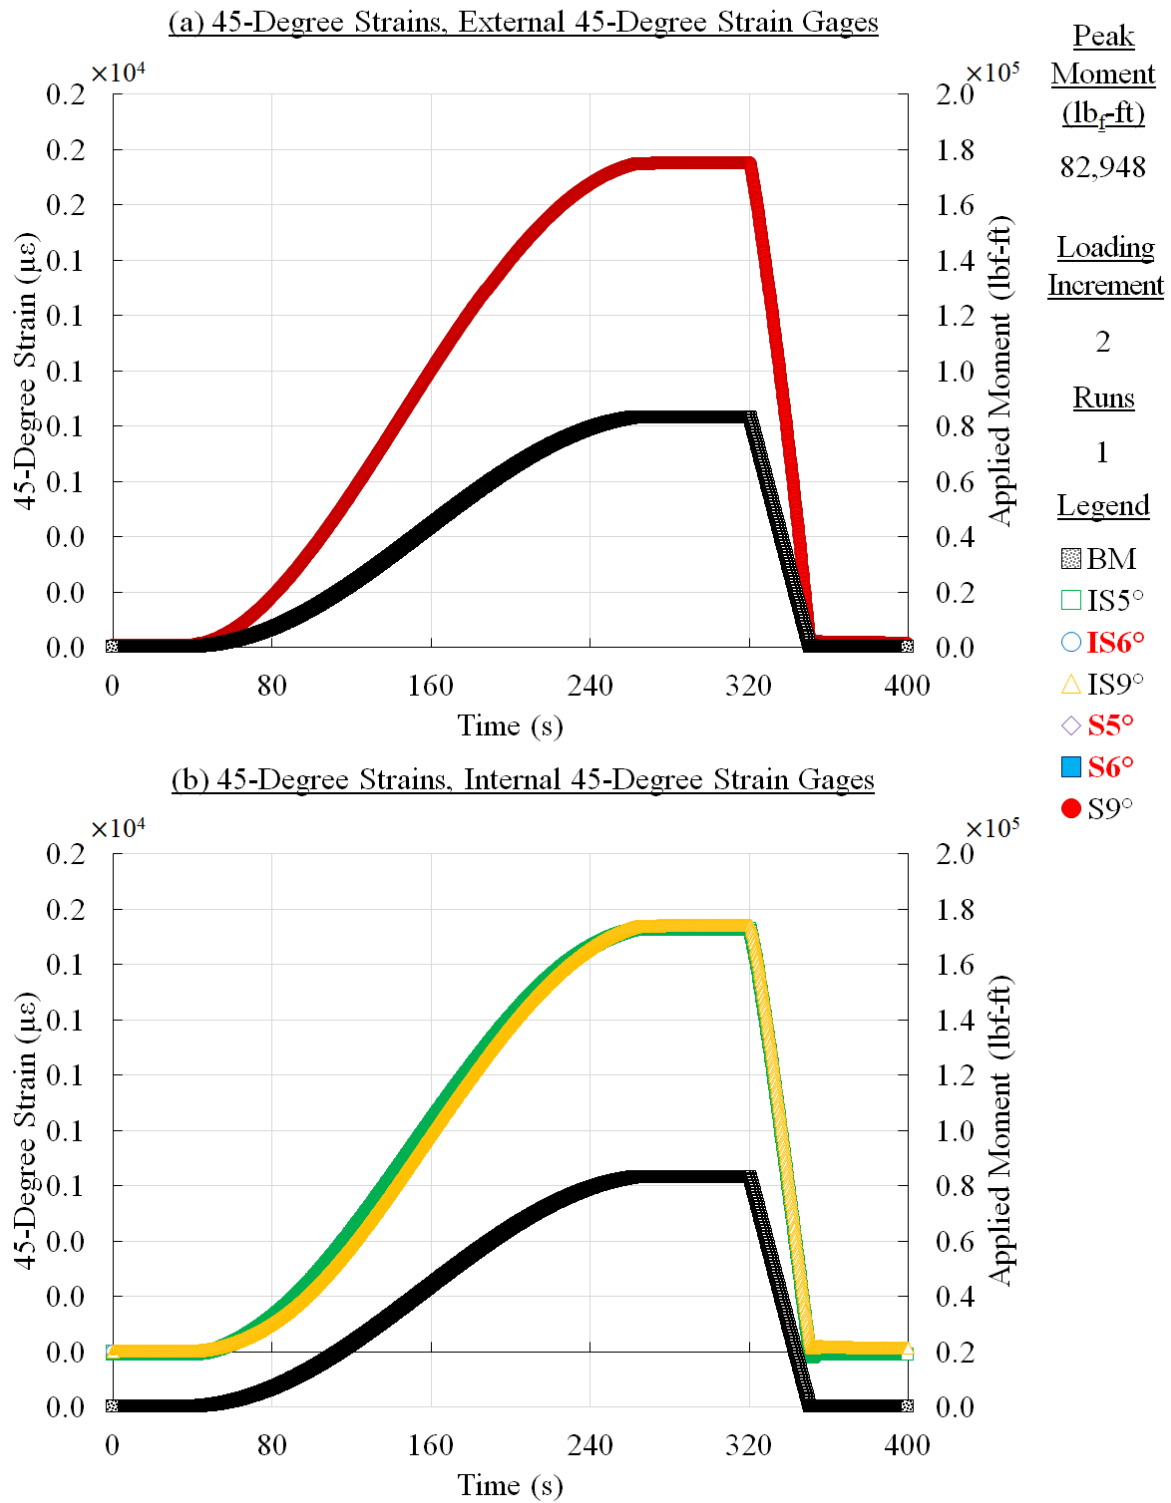 (a) 45-Degree Strains, External 45-Degree Strain Gages
×10⁴
×10⁵
0.2
0.2
0.2
0.1
0.1
0.1
0.1
0.1
0.0
0.0
0.0
45-Degree Strain (με)
2.0
1.8
1.6
1.4
1.2
1.0
0.8
0.6
0.4
0.2
0.0
Applied Moment (lbf-ft)
0 80 160 240 320 400
Time (s)
Peak
Moment
(lbf-ft)
82,948
Loading
Increment
2
Runs
1
Legend
BM
IS5°
IS6°
IS9°
S5°
S6°
S9°
(b) 45-Degree Strains, Internal 45-Degree Strain Gages
×10⁴
×10⁵
0.2
0.2
0.1
0.1
0.1
0.1
0.1
0.0
0.0
0.0
0.0
45-Degree Strain (με)
2.0
1.8
1.6
1.4
1.2
1.0
0.8
0.6
0.4
0.2
0.0
Applied Moment (lbf-ft)
0 80 160 240 320 400
Time (s)